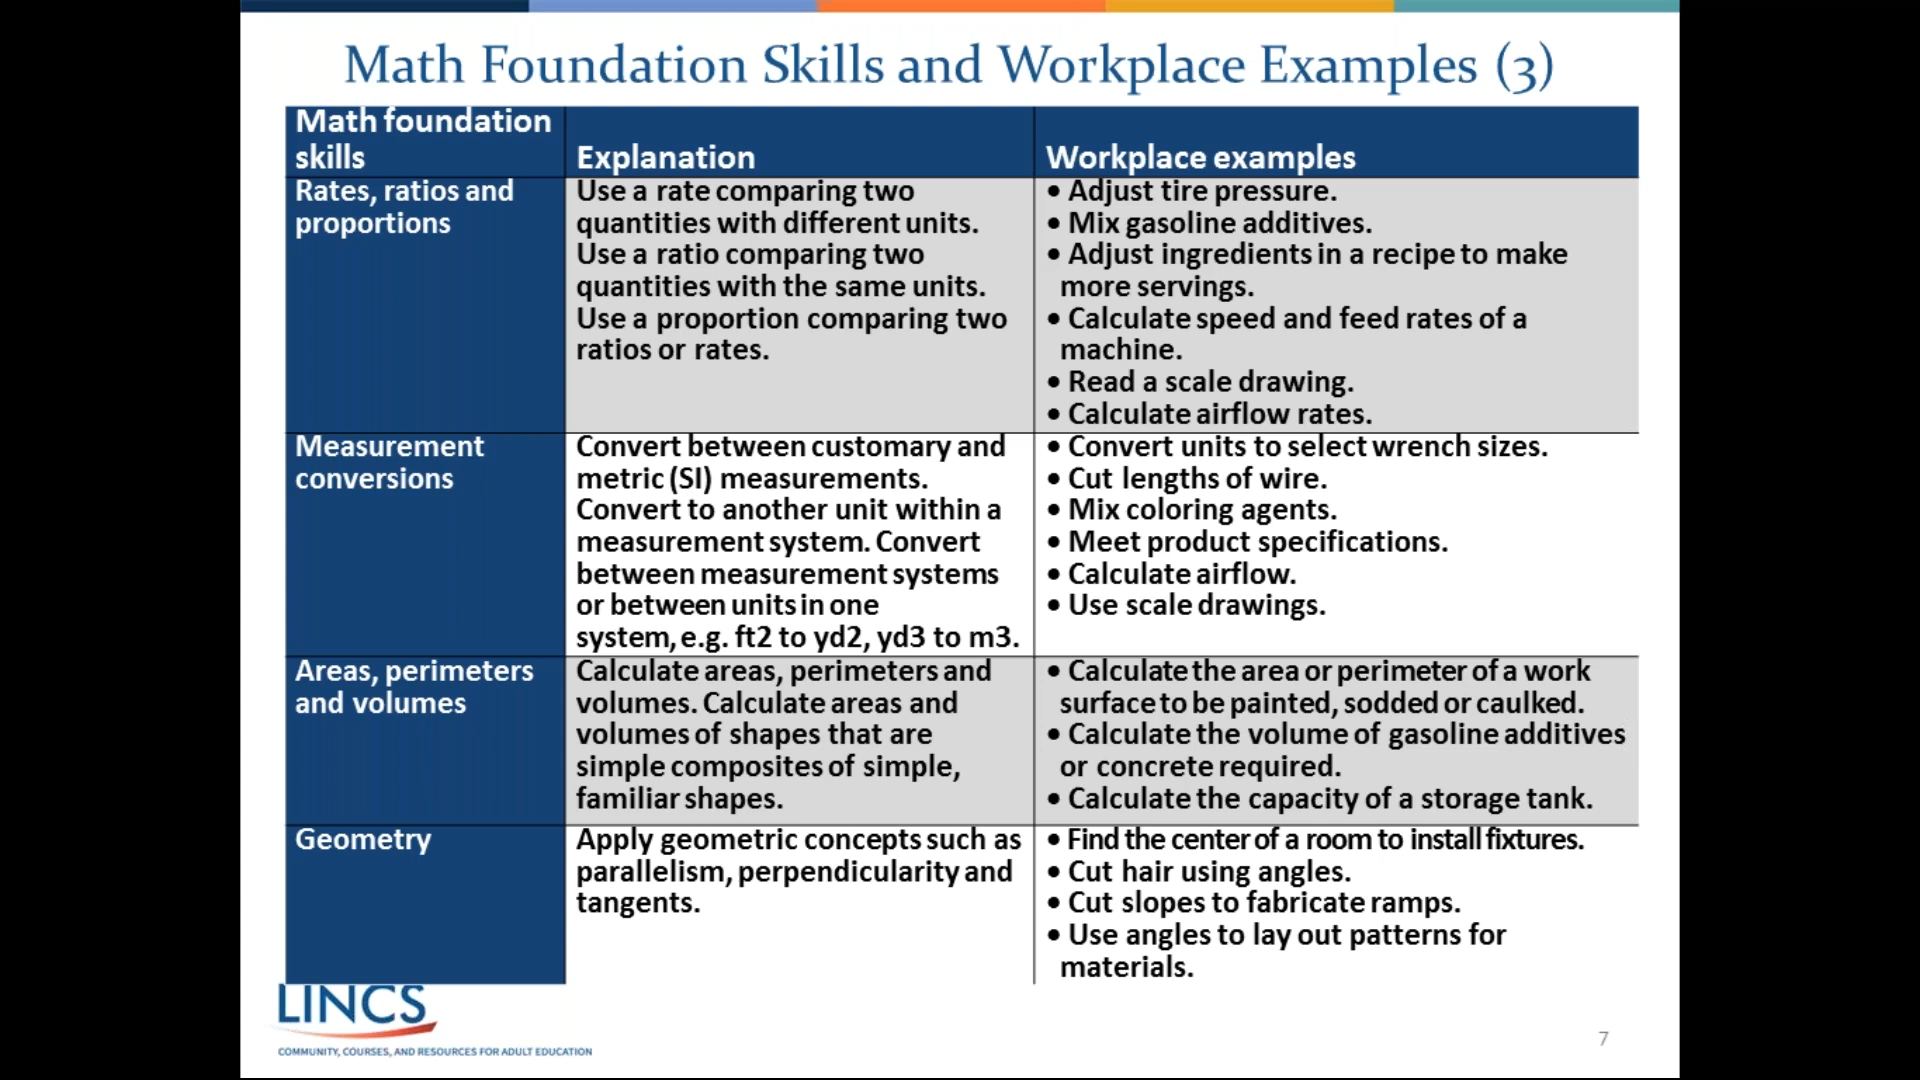 Math Foundation Skills and Workplace Examples (3)
Math foundation
skills
Explanation
Workplace examples
Rates, ratios and
proportions
Use a rate comparing two
quantities with different units.
Use a ratio comparing two
quantities with the same units.
Use a proportion comparing two
ratios or rates.
• Adjust tire pressure.
• Mix gasoline additives.
• Adjust ingredients in a recipe to make
more servings.
• Calculate speed and feed rates of a
machine.
• Read a scale drawing.
• Calculate airflow rates.
Measurement
conversions
Convert between customary and
metric (SI) measurements.
Convert to another unit within a
measurement system. Convert
between measurement systems
or between units in one
system, e.g. ft2 to yd2, yd3 to m3.
• Convert units to select wrench sizes.
• Cut lengths of wire.
• Mix coloring agents.
• Meet product specifications.
• Calculate airflow.
• Use scale drawings.
Areas, perimeters
and volumes
Calculate areas, perimeters and
volumes. Calculate areas and
volumes of shapes that are
simple composites of simple,
familiar shapes.
• Calculate the area or perimeter of a work
surface to be painted, sodded or caulked.
• Calculate the volume of gasoline additives
or concrete required.
• Calculate the capacity of a storage tank.
Geometry
Apply geometric concepts such as
parallelism, perpendicularity and
tangents.
• Find the center of a room to install fixtures.
• Cut hair using angles.
• Cut slopes to fabricate ramps.
• Use angles to lay out patterns for
materials.
LINCS
COMMUNITY, COURSES, AND RESOURCES FOR ADULT EDUCATION
7